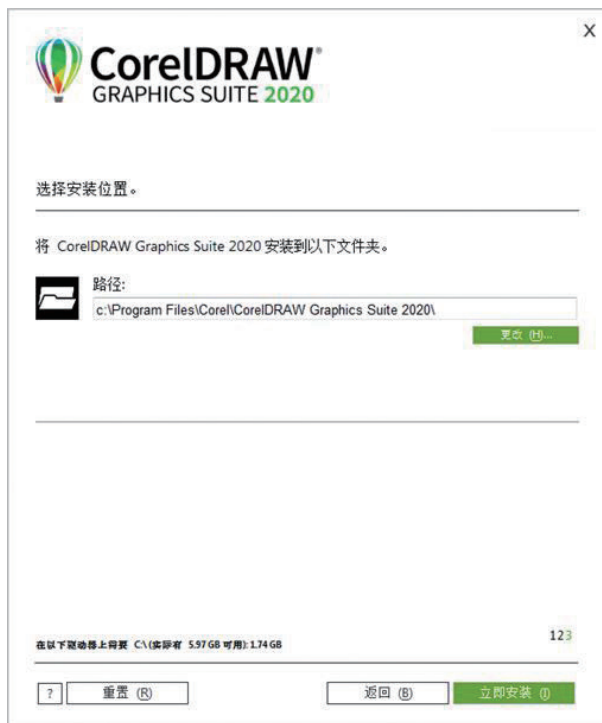 X
CorelDRAW®
GRAPHICS SUITE 2020
选择安装位置。
将 CorelDRAW Graphics Suite 2020 安装到以下文件夹。
路径:
c:\Program Files\Corel\CorelDRAW Graphics Suite 2020\
更改 (H)...
123
在以下驱动器上将要 C:\ (实际有 5.97 GB 可用): 1.74 GB
? 重置 (R) 返回 (B) 立即安装 (I)